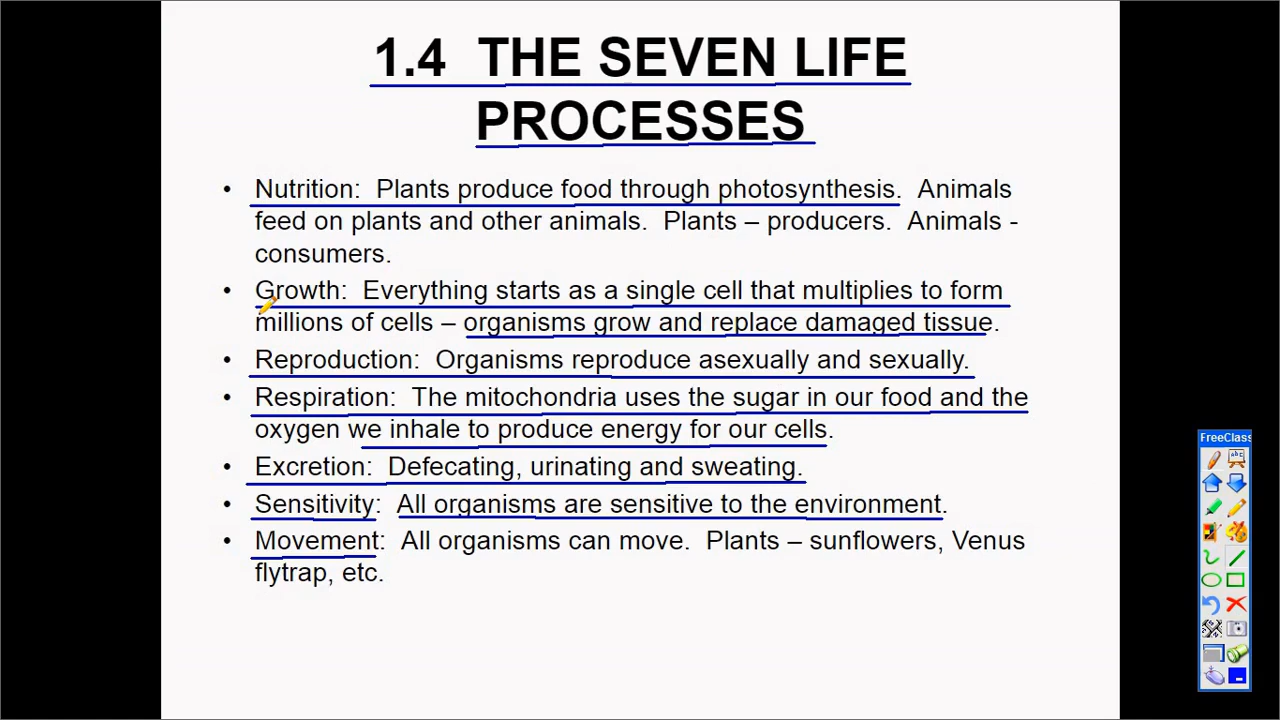 1.4 THE SEVEN LIFE
PROCESSES
• Nutrition: Plants produce food through photosynthesis. Animals
feed on plants and other animals. Plants – producers. Animals -
consumers.
• Growth: Everything starts as a single cell that multiplies to form
millions of cells – organisms grow and replace damaged tissue.
• Reproduction: Organisms reproduce asexually and sexually.
• Respiration: The mitochondria uses the sugar in our food and the
oxygen we inhale to produce energy for our cells.
• Excretion: Defecating, urinating and sweating.
• Sensitivity: All organisms are sensitive to the environment.
• Movement: All organisms can move. Plants – sunflowers, Venus
flytrap, etc.
FreeClass